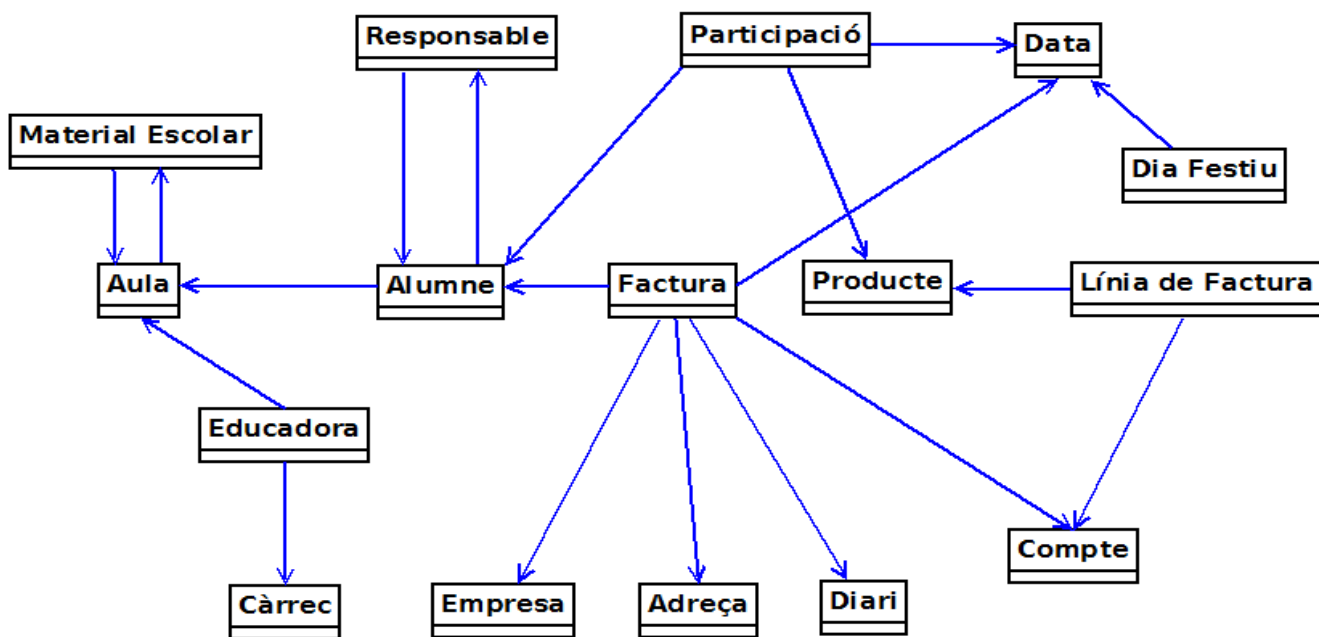 Responsable
Participació
Data
Material Escolar
Dia Festiu
Aula
Alumne
Factura
Producte
Línia de Factura
Educadora
Compte
Càrrec
Empresa
Adreça
Diari